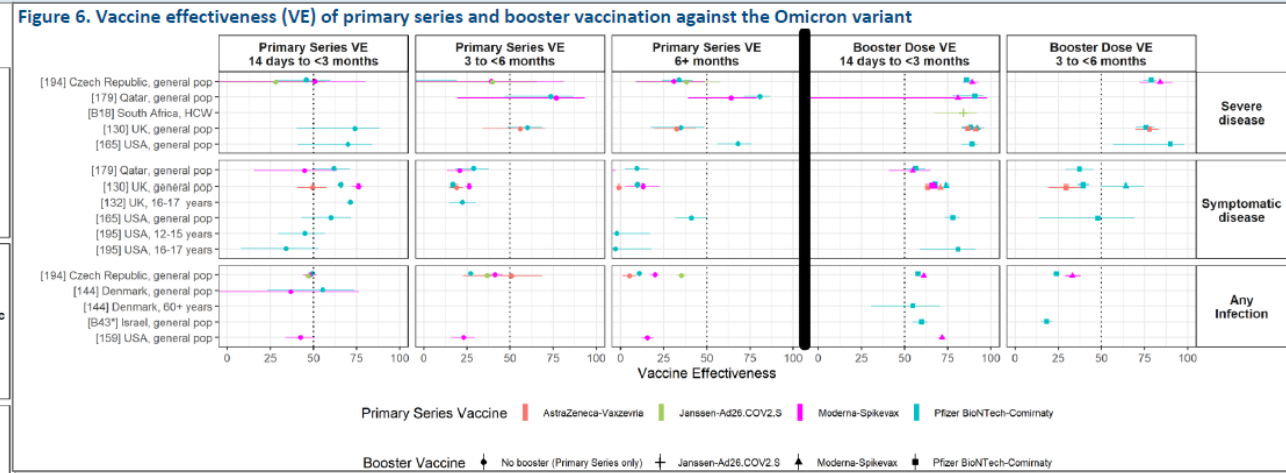 Figure 6. Vaccine effectiveness (VE) of primary series and booster vaccination against the Omicron variant
Primary Series VE
14 days to <3 months
Primary Series VE
3 to <6 months
Primary Series VE
6+ months
Booster Dose VE
14 days to <3 months
Booster Dose VE
3 to <6 months
[194] Czech Republic, general pop
[179] Qatar, general pop
[B18] South Africa, HCW
[130] UK, general pop
[165] USA, general pop
Severe
disease
[179] Qatar, general pop
[130] UK, general pop
[132] UK, 16-17 years
[165] USA, general pop
[195] USA, 12-15 years
[195] USA, 16-17 years
Symptomatic
disease
[194] Czech Republic, general pop
[144] Denmark, general pop
[144] Denmark, 60+ years
[B43*] Israel, general pop
[159] USA, general pop
Any
Infection
c
0 25 50 75 100 0 25 50 75 100 0 25 50 75 100 0 25 50 75 100 0 25 50 75 100
Vaccine Effectiveness
Primary Series Vaccine AstraZeneca-Vaxzevria Janssen-Ad26.COV2.S Moderna-Spikevax Pfizer BioNTech-Comirnaty
Booster Vaccine No booster (Primary Series only) Janssen-Ad26.COV2.S Moderna-Spikevax Pfizer BioNTech-Comirnaty